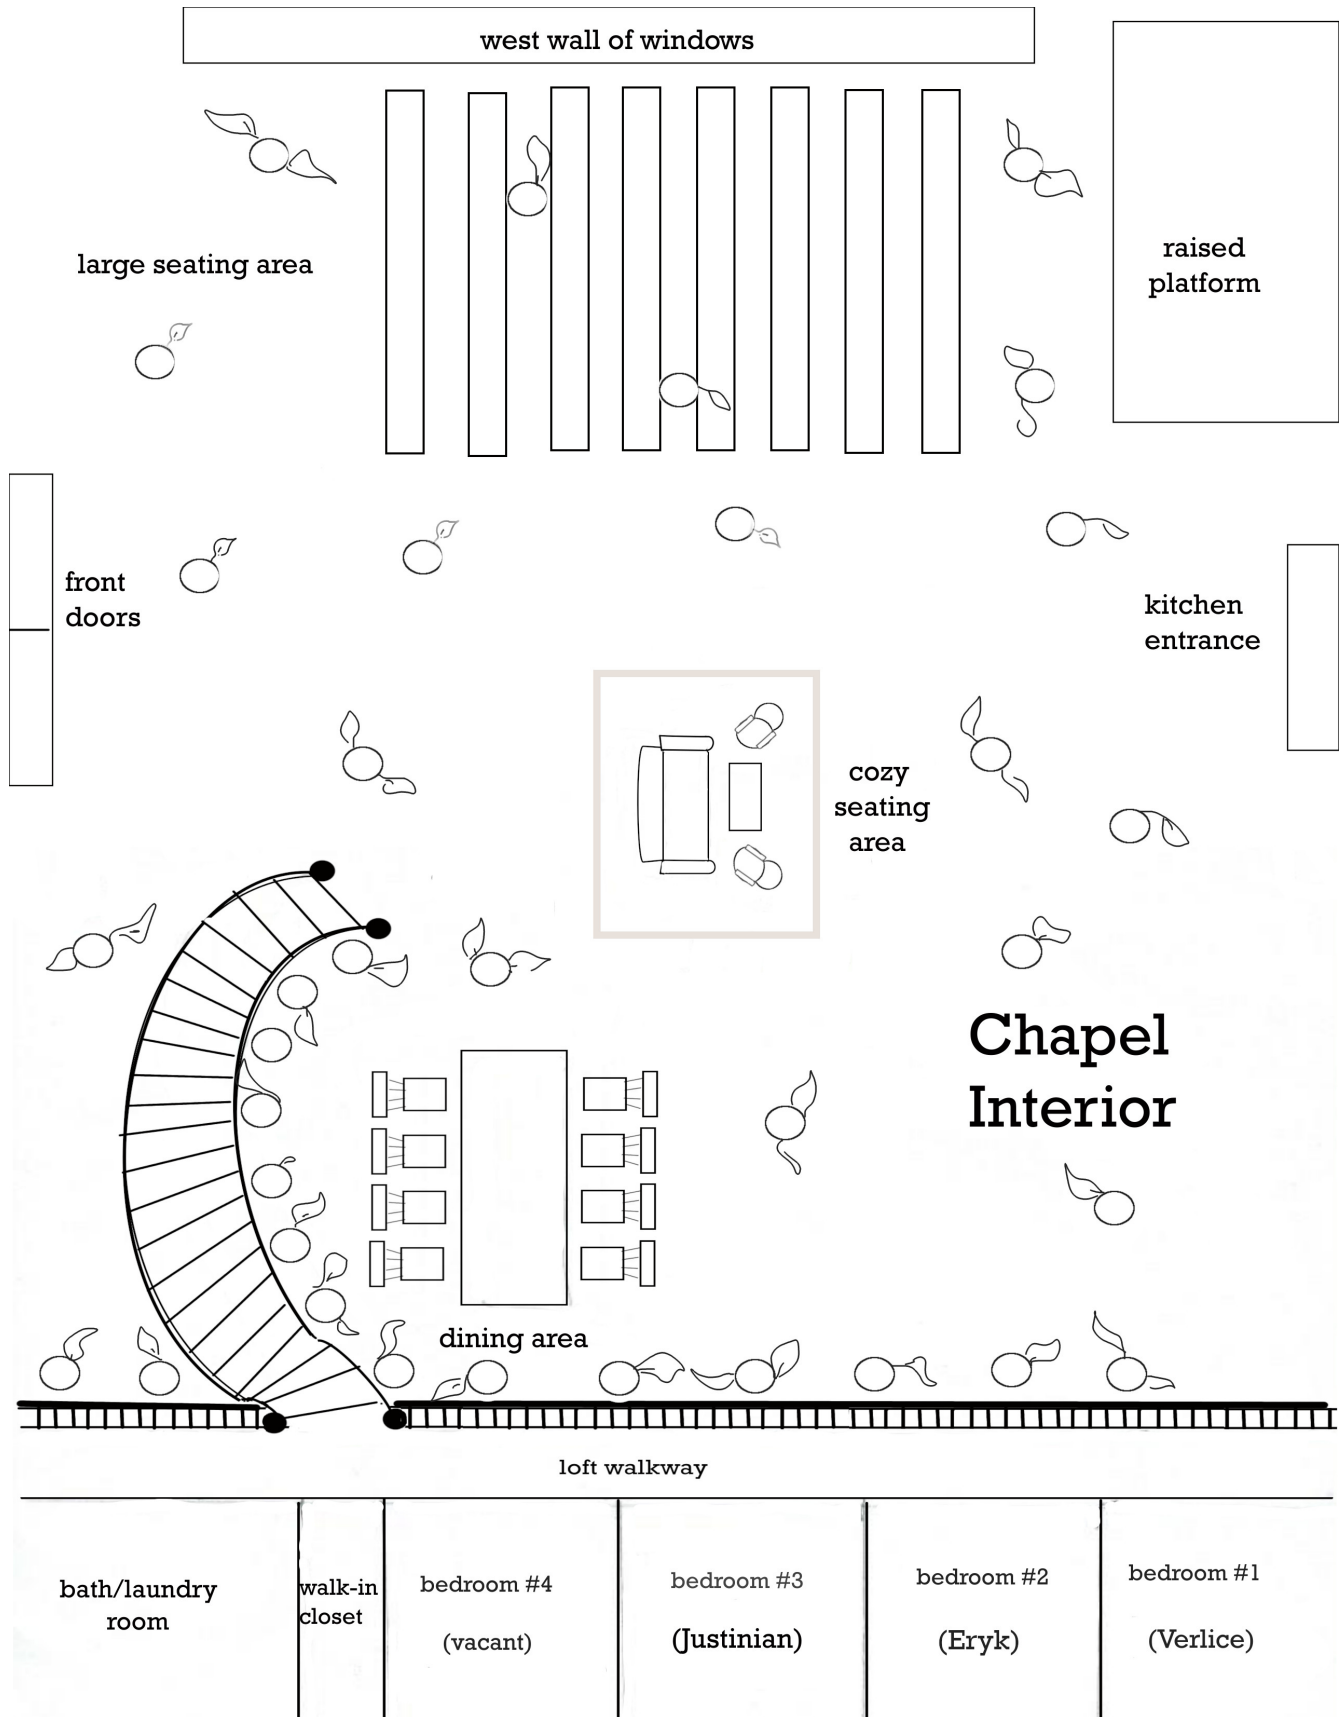 west wall of windows
raised
platform
large seating area
front
doors
kitchen
entrance
cozy
seating
area
Chapel
Interior
dining area
loft walkway
bath/laundry
room
walk-in
closet
bedroom #4
(vacant)
bedroom #3
(Justinian)
bedroom #2
(Eryk)
bedroom #1
(Verlice)